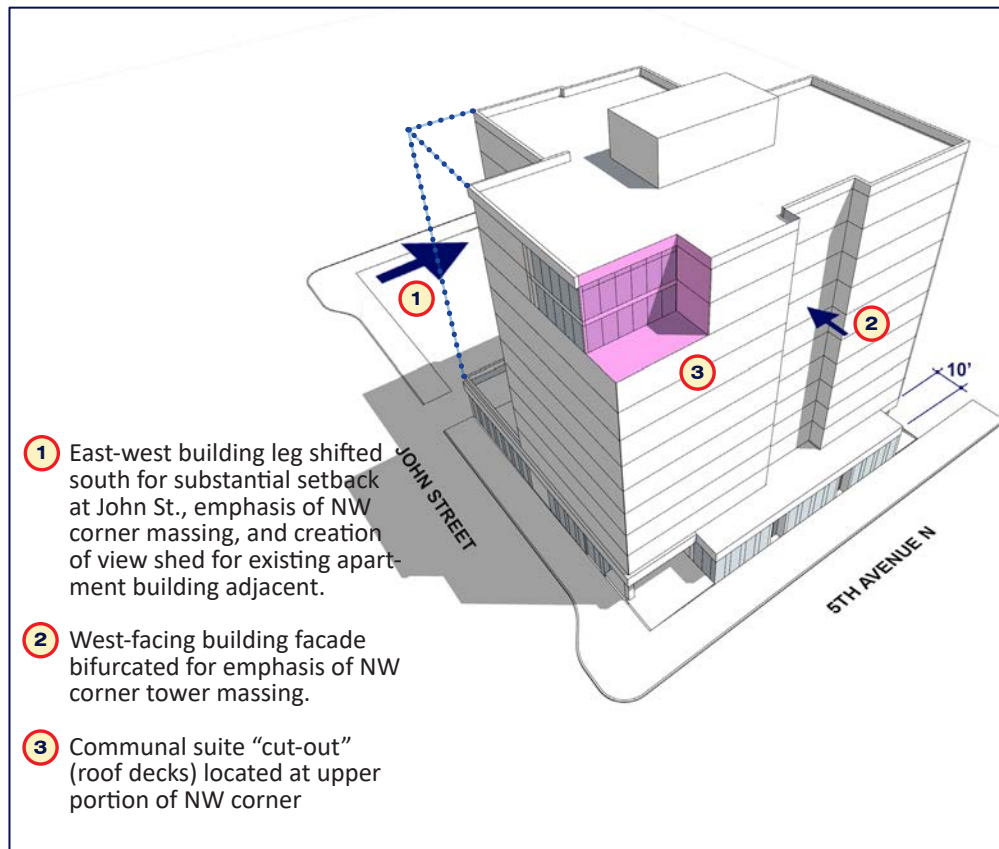 1
2
3
10'
JOHN STREET
5TH AVENUE N
1 East-west building leg shifted
south for substantial setback
at John St., emphasis of NW
corner massing, and creation
of view shed for existing apart-
ment building adjacent.
2 West-facing building facade
bifurcated for emphasis of NW
corner tower massing.
3 Communal suite “cut-out”
(roof decks) located at upper
portion of NW corner